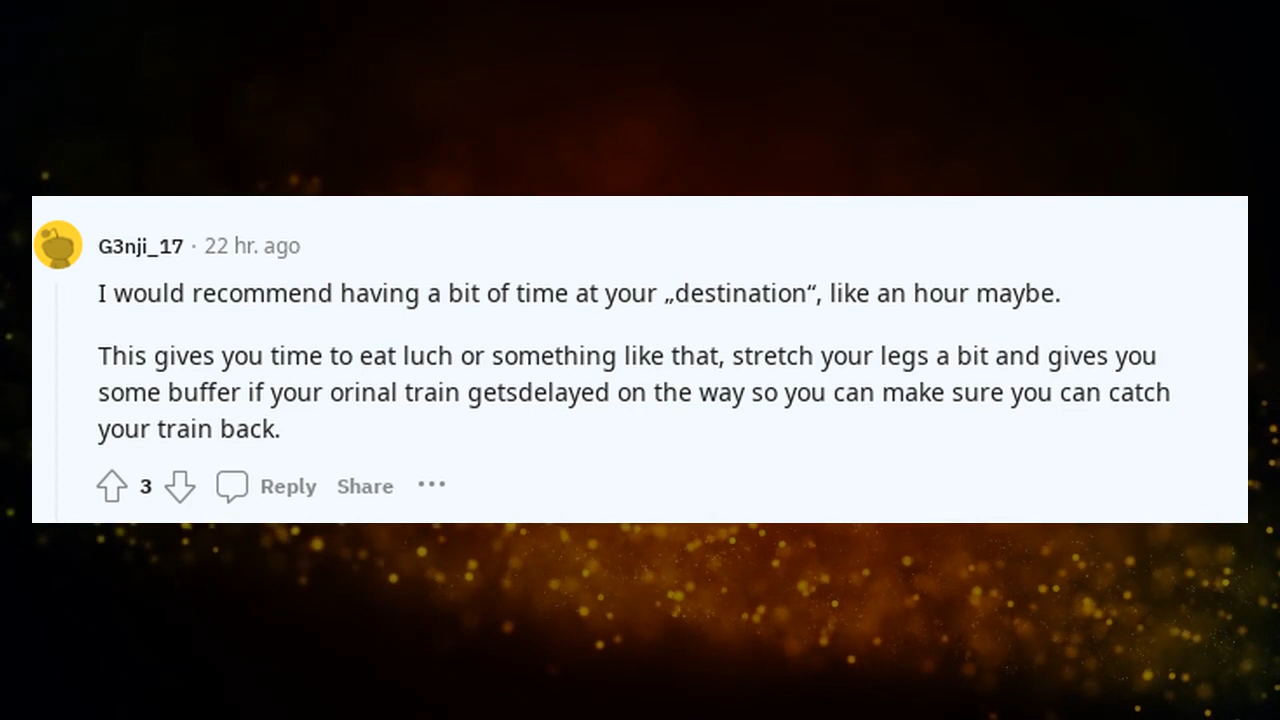 G3nji_17 · 22 hr. ago
I would recommend having a bit of time at your „destination“, like an hour maybe.
This gives you time to eat luch or something like that, stretch your legs a bit and gives you
some buffer if your orinal train getsdelayed on the way so you can make sure you can catch
your train back.
3 Reply Share ···